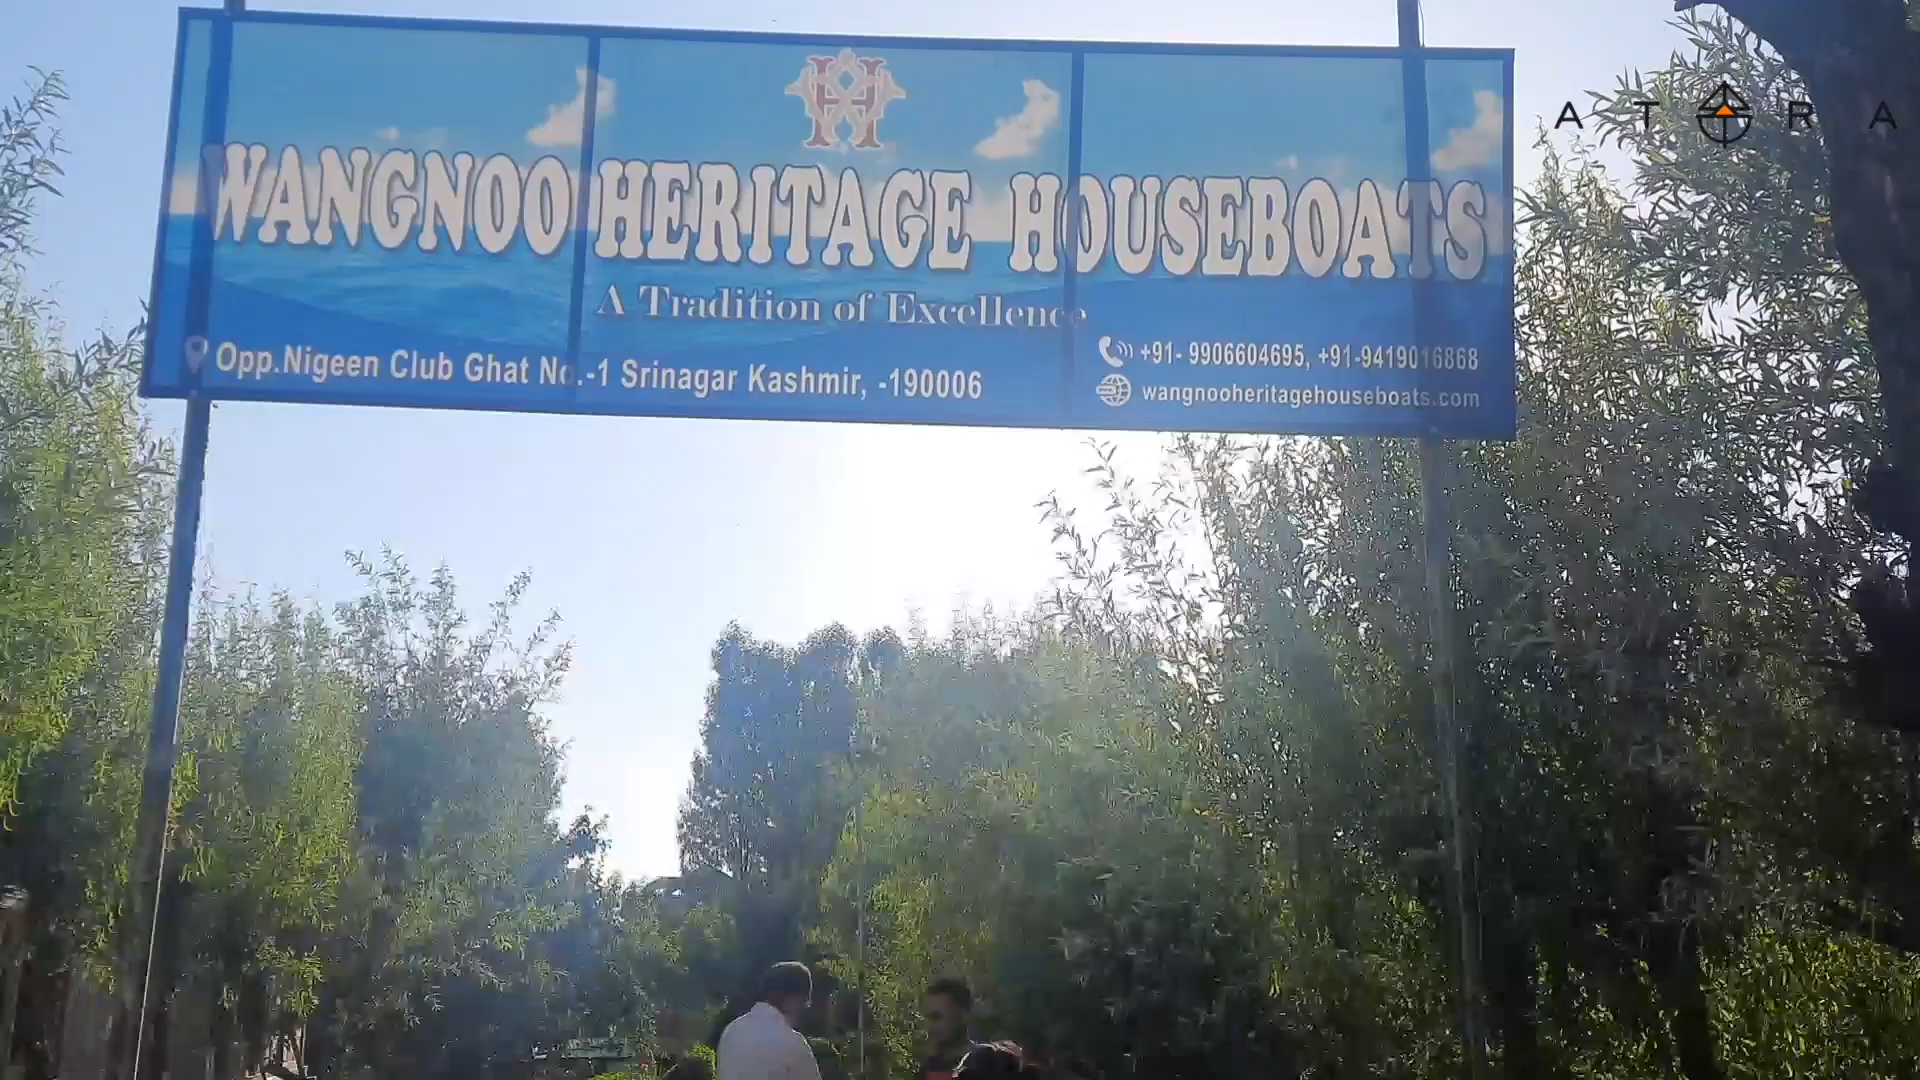 WANGNOO HERITAGE HOUSEBOATS
A Tradition of Excellence
Opp.Nigeen Club Ghat No.-1 Srinagar Kashmir, -190006
+91- 9906604695, +91-9419016868
wangnooheritagehouseboats.com
ATORA